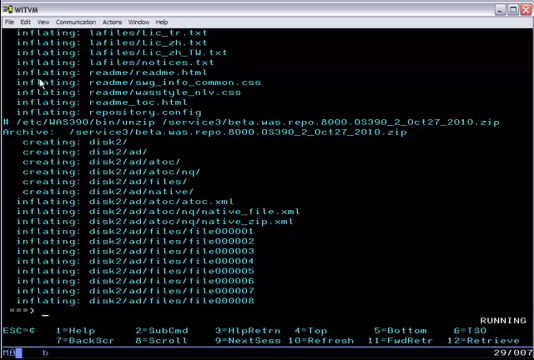 WITVM
File Edit View Communication Actions Window Help
inflating: lafiles/Lic_tr.txt
inflating: lafiles/Lic_zh.txt
inflating: lafiles/Lic_zh_TW.txt
inflating: lafiles/notices.txt
inflating: readme/readme.html
inflating: readme/swg_info_common.css
inflating: readme/wasstyle_nlv.css
inflating: readme_toc.html
inflating: repository.config
# /etc/WAS390/bin/unzip /service3/beta.was.repo.8000.OS390_2_Oct27_2010.zip
Archive: /service3/beta.was.repo.8000.OS390_2_Oct27_2010.zip
creating: disk2/
creating: disk2/ad/
creating: disk2/ad/atoc/
creating: disk2/ad/atoc/nq/
creating: disk2/ad/files/
creating: disk2/ad/native/
inflating: disk2/ad/atoc/atoc.xml
inflating: disk2/ad/atoc/nq/native_file.xml
inflating: disk2/ad/atoc/nq/native_zip.xml
inflating: disk2/ad/files/file000001
inflating: disk2/ad/files/file000002
inflating: disk2/ad/files/file000003
inflating: disk2/ad/files/file000004
inflating: disk2/ad/files/file000005
inflating: disk2/ad/files/file000006
inflating: disk2/ad/files/file000007
inflating: disk2/ad/files/file000008
===> _
RUNNING
ESC=¢ 1=Help 2=SubCmd 3=HlpRetrn 4=Top 5=Bottom 6=TSO
7=BackScr 8=Scroll 9=NextSess 10=Refresh 11=FwdRetr 12=Retrieve
b 29/007